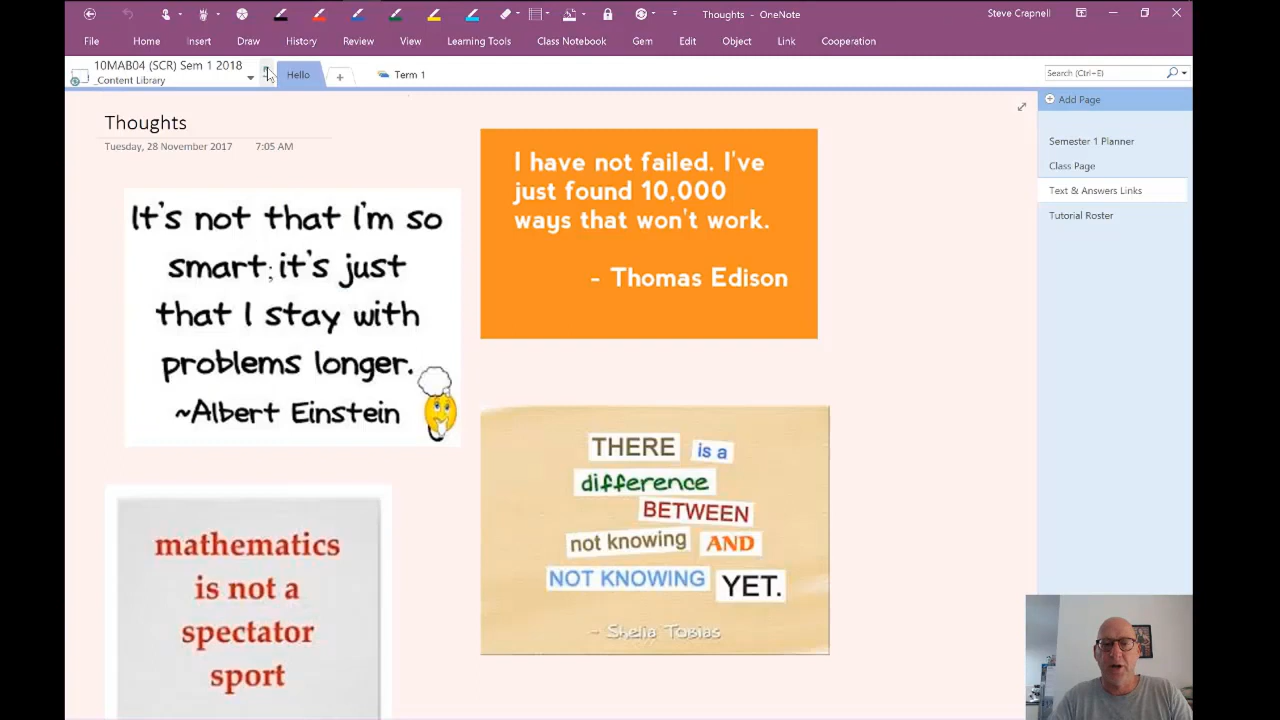 Thoughts - OneNote
Steve Crapnell
File Home Insert Draw History Review View Learning Tools Class Notebook Gem Edit Object Link Cooperation
10MAB04 (SCR) Sem 1 2018
_Content Library
Hello
Term 1
Search (Ctrl+E)
Thoughts
Tuesday, 28 November 2017 7:05 AM
It's not that I'm so
smart; it's just
that I stay with
problems longer.
~Albert Einstein
I have not failed. I've
just found 10,000
ways that won't work.
- Thomas Edison
mathematics
is not a
spectator
sport
THERE is a
difference
BETWEEN
not knowing AND
NOT KNOWING YET.
~ Shelia Tobias
Add Page
Semester 1 Planner
Class Page
Text & Answers Links
Tutorial Roster